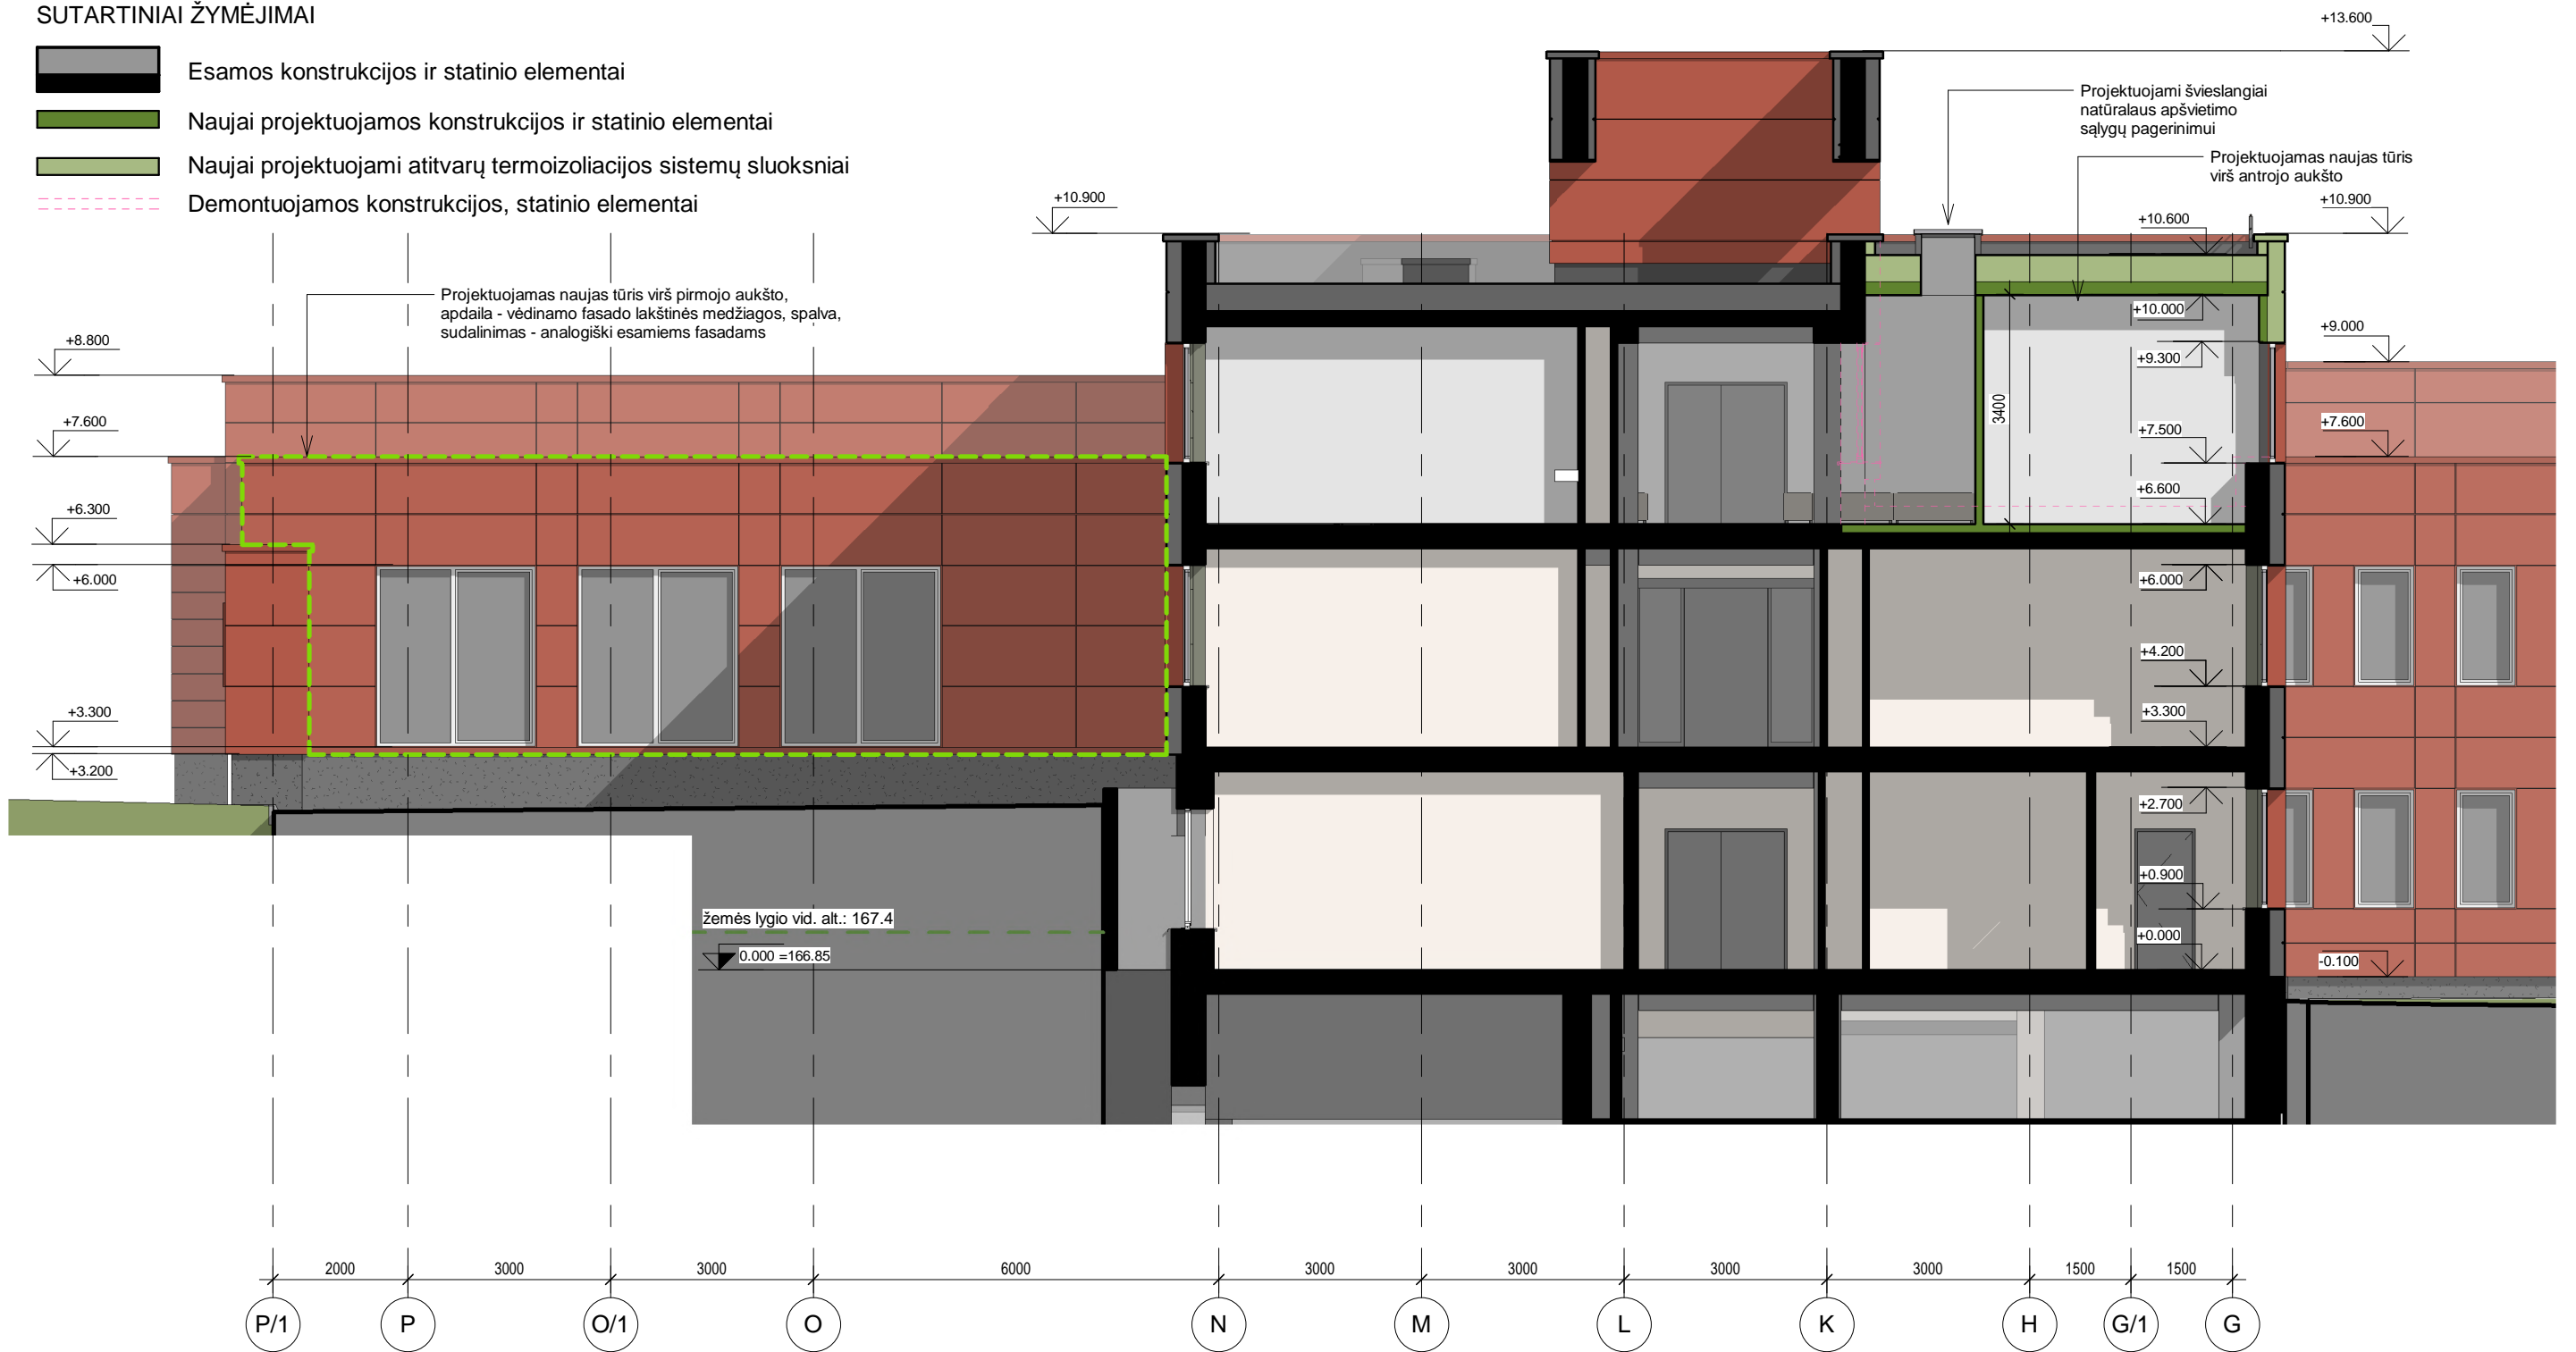 SUTARTINIAI ŽYMĖJIMAI
Esamos konstrukcijos ir statinio elementai
Naujai projektuojamos konstrukcijos ir statinio elementai
Naujai projektuojami atitvarų termoizoliacijos sistemų sluoksniai
Demontuojamos konstrukcijos, statinio elementai
+13.600
Projektuojami švieslangiai
natūralaus apšvietimo
sąlygų pagerinimui
Projektuojamas naujas tūris
virš antrojo aukšto
+10.900
+10.900
+10.600
Projektuojamas naujas tūris virš pirmojo aukšto,
apdaila - vėdinamo fasado lakštinės medžiagos, spalva,
sudalinimas - analogiški esamiems fasadams
+10.000
+8.800
+9.000
+9.300
3400
+7.600
+7.600
+7.500
+6.600
+6.300
+6.000
+6.000
+4.200
+3.300
+3.300
+3.200
+2.700
+0.900
žemės lygio vid. alt.: 167.4
0.000 =166.85
+0.000
-0.100
2000
3000
3000
6000
3000
3000
3000
3000
1500
1500
P/1
P
O/1
O
N
M
L
K
H
G/1
G